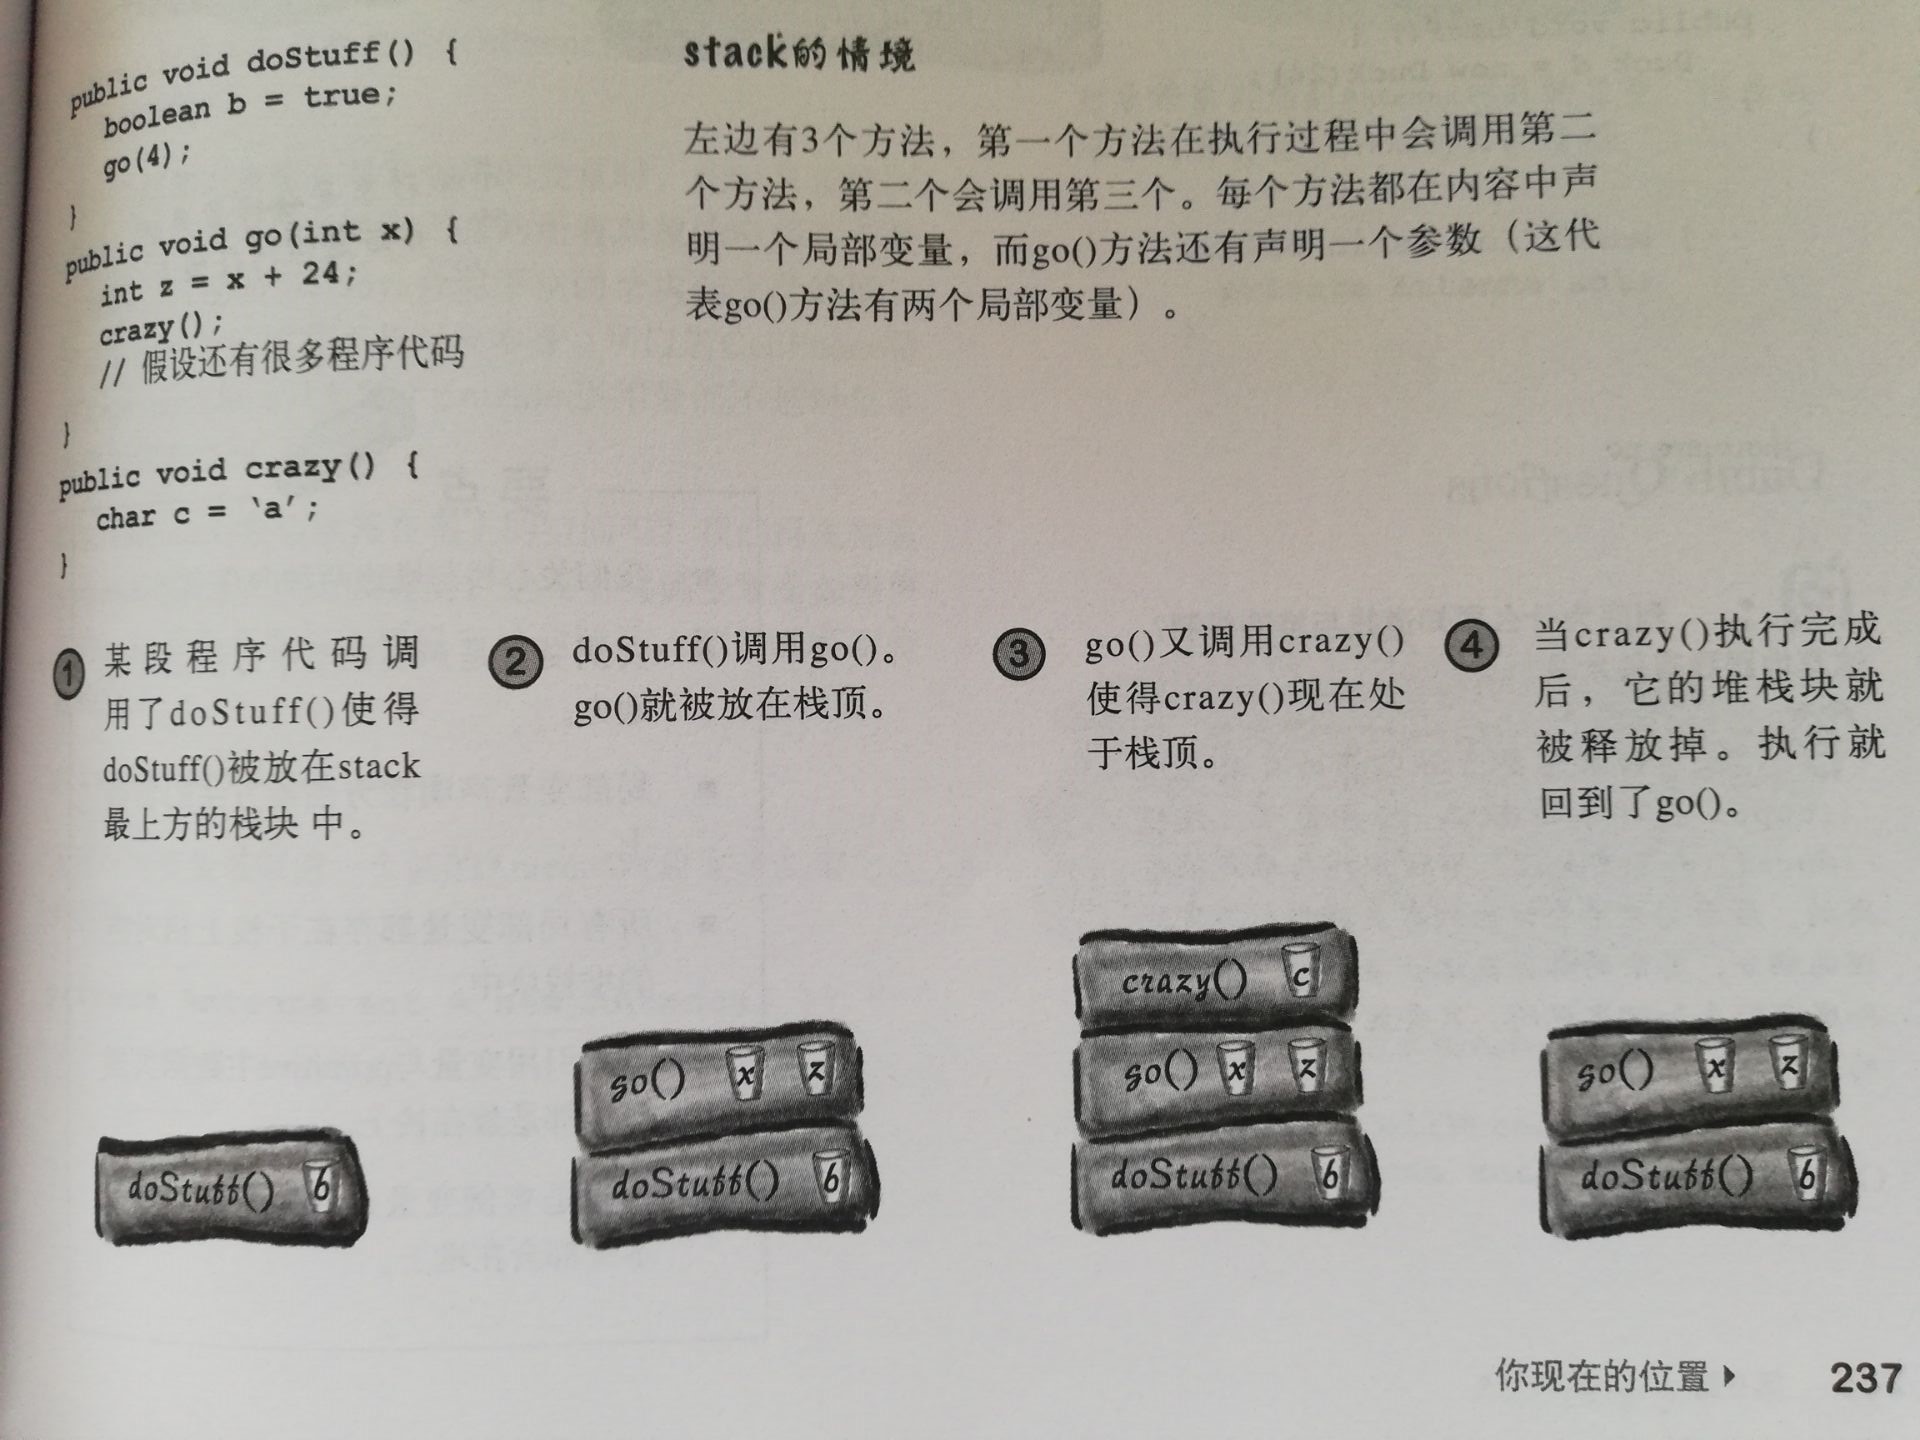 public void doStuff() {
boolean b = true;
go(4);
}
public void go(int x) {
int z = x + 24;
crazy();
// 假设还有很多程序代码
}
public void crazy() {
char c = ‘a’;
}
stack的情境
左边有3个方法，第一个方法在执行过程中会调用第二
个方法，第二个会调用第三个。每个方法都在内容中声
明一个局部变量，而go()方法还有声明一个参数（这代
表go()方法有两个局部变量）。
1
某段程序代码调
用了doStuff()使得
doStuff()被放在stack
最上方的栈块 中。
2
doStuff()调用go()。
go()就被放在栈顶。
3
go()又调用crazy()
使得crazy()现在处
于栈顶。
4
当crazy()执行完成
后，它的堆栈块就
被释放掉。执行就
回到了go()。
doStuff() b
go() x z
doStuff() b
crazy() c
go() x z
doStuff() b
go() x z
doStuff() b
你现在的位置 ▸ 237